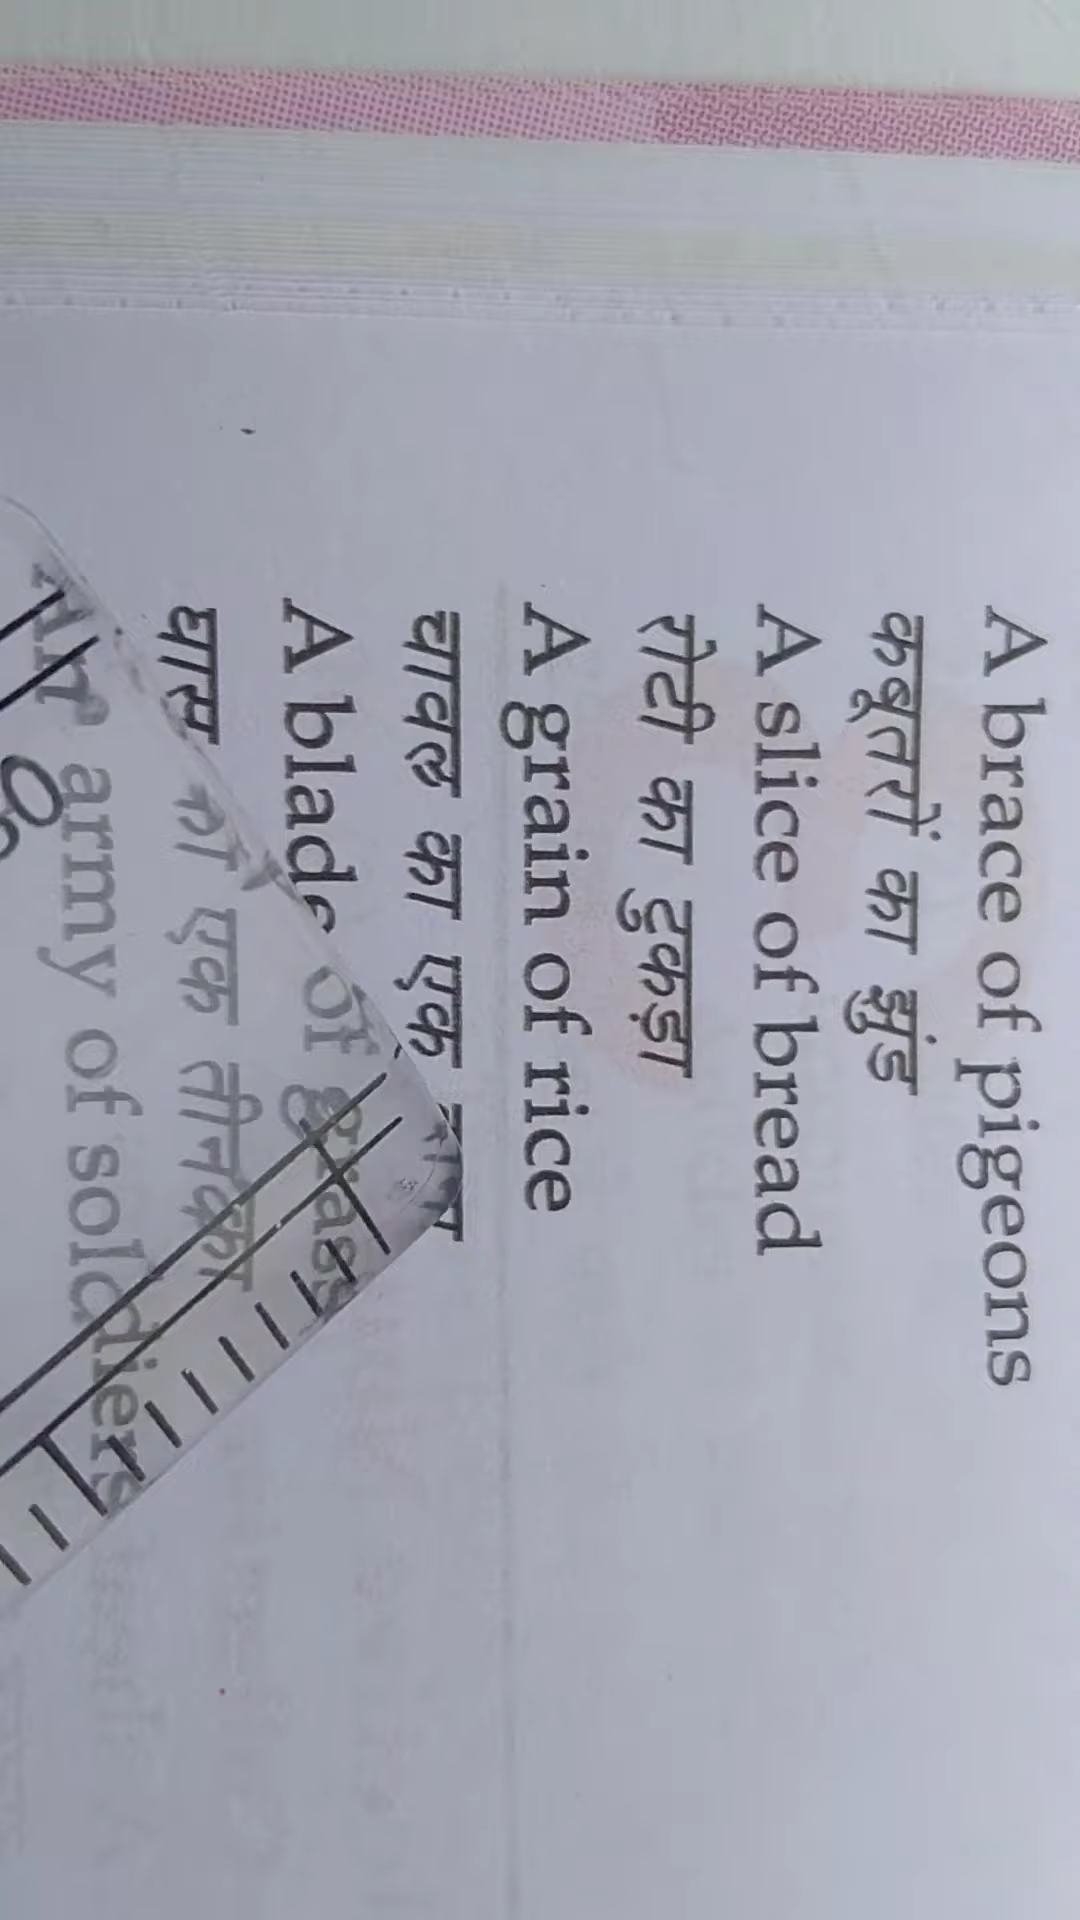 A brace of pigeons
कबूतरों का झुंड
A slice of bread
रोटी का टुकड़ा
A grain of rice
चावल का एक
A blade of grass
घास का एक तीनका
An army of soldiers